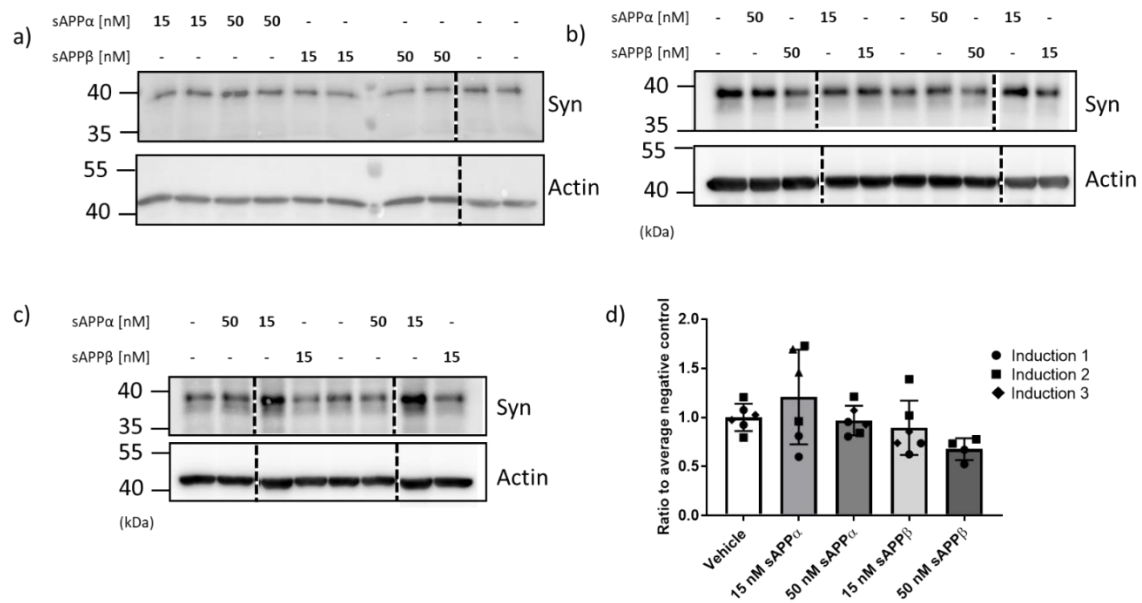 a)
sAPPα [nM] 15 15 50 50 - - - - - -
sAPPβ [nM] - - - - 15 15 50 50 - -
40
35
Syn
55
40
Actin
b)
sAPPα [nM] - 50 - 15 - - 50 - 15 -
sAPPβ [nM] - - 50 - 15 - - 50 - 15
40
35
Syn
55
40
Actin
(kDa)
c)
sAPPα [nM] - 50 15 - - 50 15 -
sAPPβ [nM] - - - 15 - - - 15
40
35
Syn
55
40
Actin
(kDa)
d)
Ratio to average negative control
2.0
1.5
1.0
0.5
0.0
Vehicle
15 nM sAPPα
50 nM sAPPα
15 nM sAPPβ
50 nM sAPPβ
Induction 1
Induction 2
Induction 3